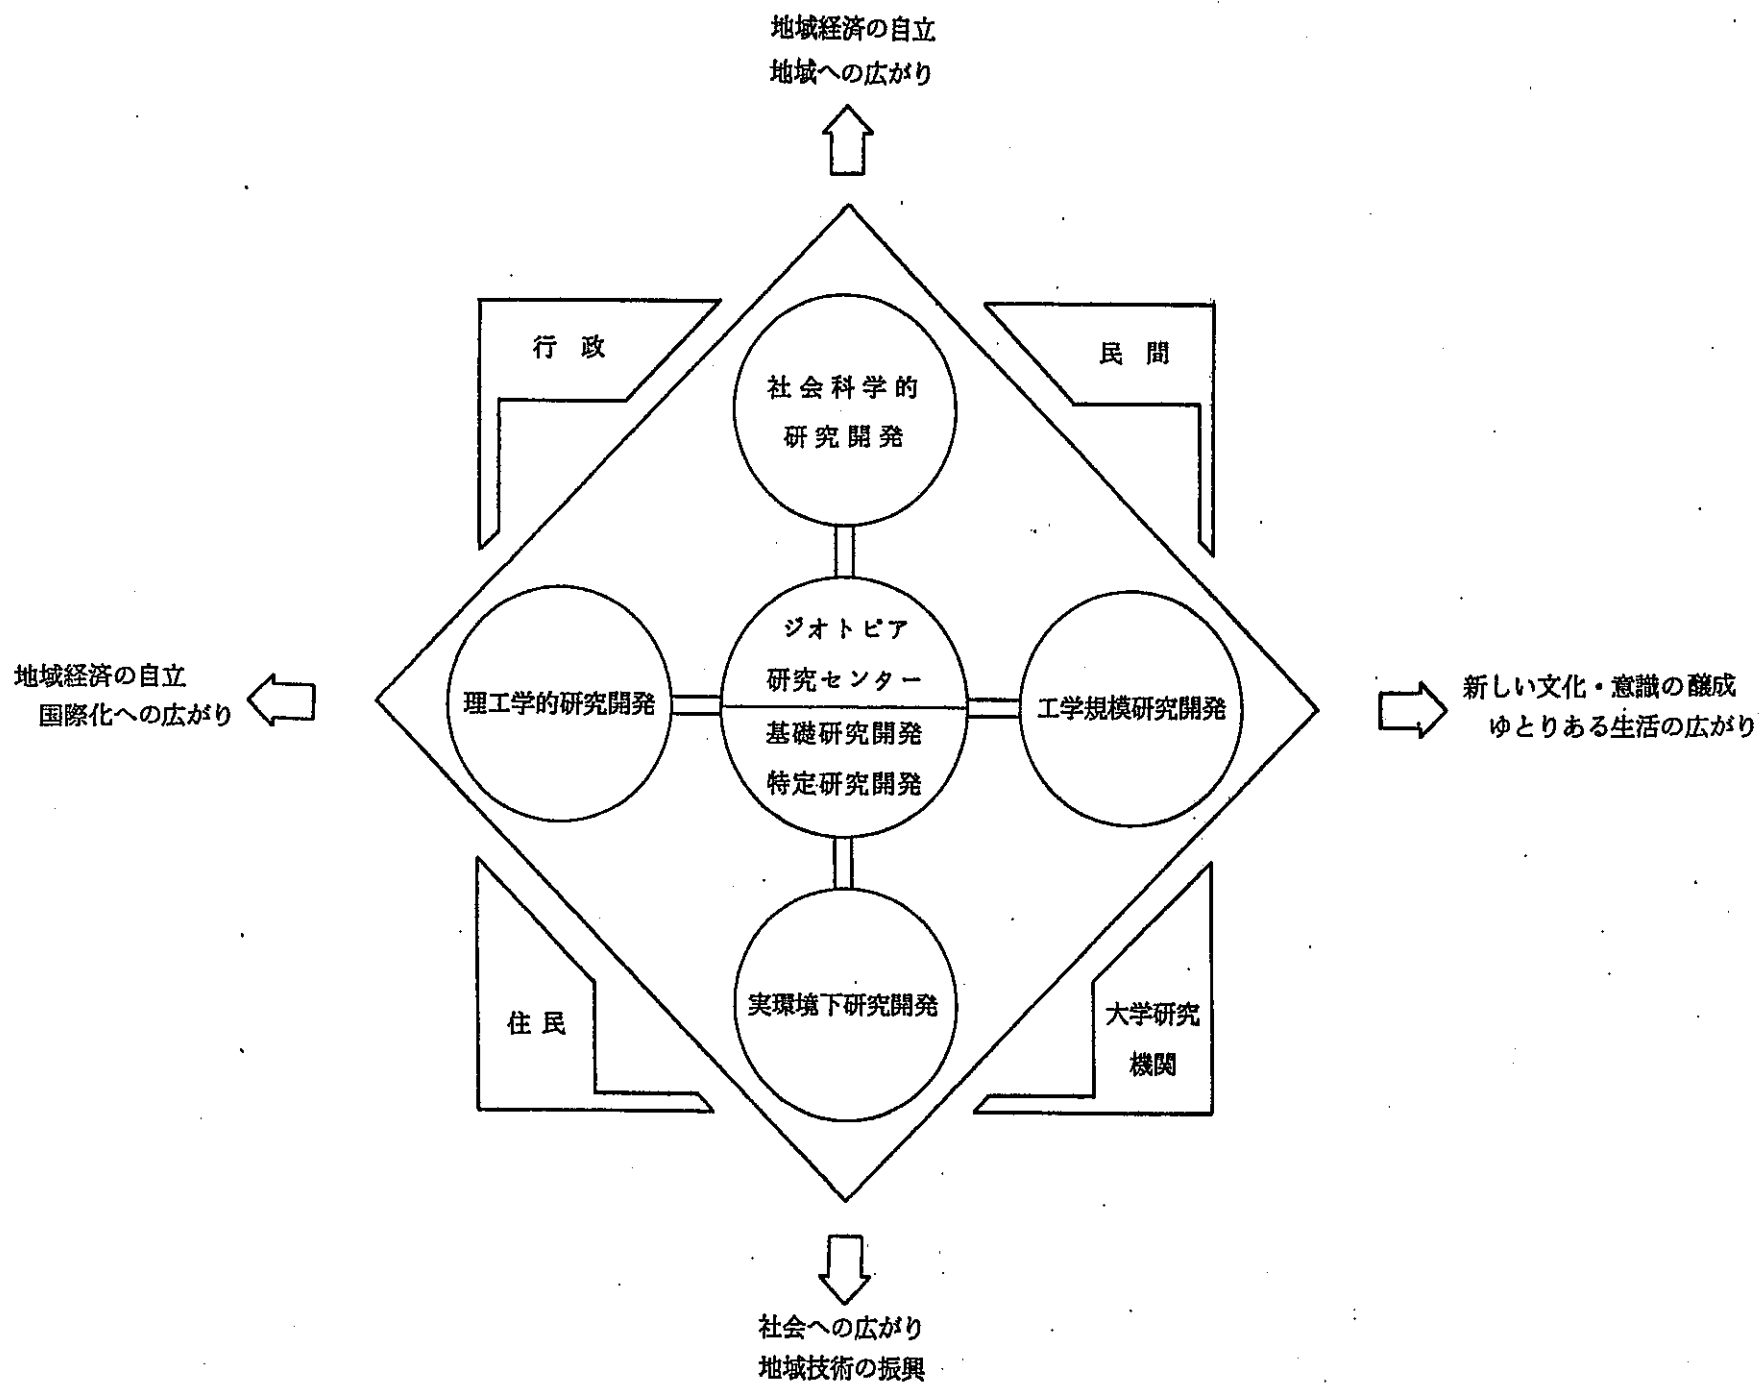 地域経済の自立
地域への広がり
行政
民間
社会科学的
研究開発
ジオトピア
研究センター
基礎研究開発
特定研究開発
理工学的研究開発
工学規模研究開発
地域経済の自立
国際化への広がり
新しい文化・意識の醸成
ゆとりある生活の広がり
実環境下研究開発
住民
大学研究
機関
社会への広がり
地域技術の振興